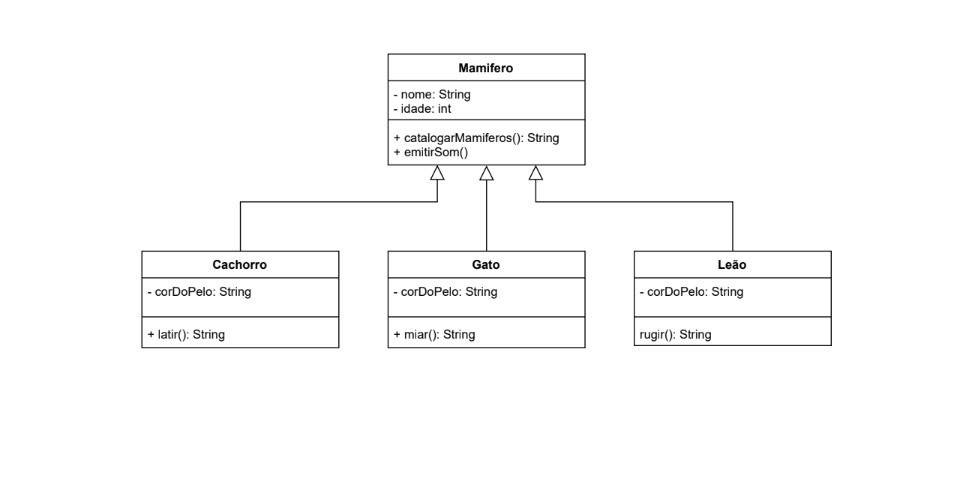 Mamifero
- nome: String
- idade: int
+ catalogarMamiferos(): String
+ emitirSom()
Cachorro
- corDoPelo: String
+ latir(): String
Gato
- corDoPelo: String
+ miar(): String
Leão
- corDoPelo: String
rugir(): String